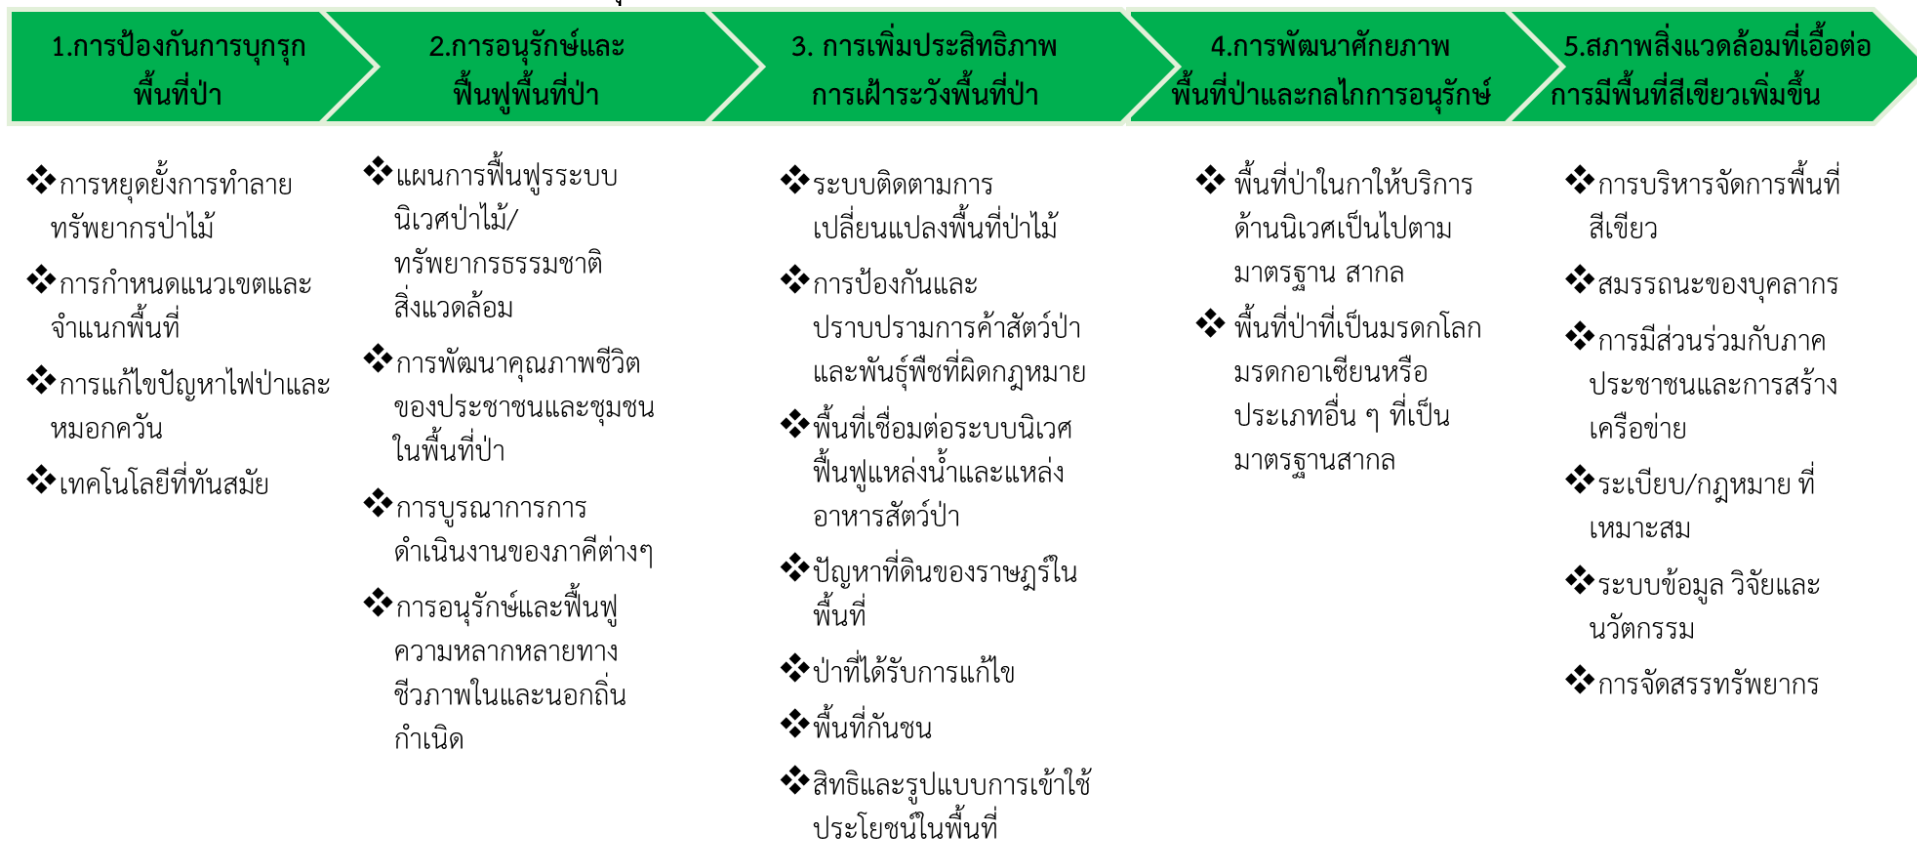 1.การป้องกันการบุกรุก
พื้นที่ป่า
2.การอนุรักษ์และ
ฟื้นฟูพื้นที่ป่า
3. การเพิ่มประสิทธิภาพ
การเฝ้าระวังพื้นที่ป่า
4.การพัฒนาศักยภาพ
พื้นที่ป่าและกลไกการอนุรักษ์
5.สภาพสิ่งแวดล้อมที่เอื้อต่อ
การมีพื้นที่สีเขียวเพิ่มขึ้น
❖การหยุดยั้งการทำลาย
ทรัพยากรป่าไม้
❖การกำหนดแนวเขตและ
จำแนกพื้นที่
❖การแก้ไขปัญหาไฟป่าและ
หมอกควัน
❖เทคโนโลยีที่ทันสมัย
❖แผนการฟื้นฟูรระบบ
นิเวศป่าไม้/
ทรัพยากรธรรมชาติ
สิ่งแวดล้อม
❖การพัฒนาคุณภาพชีวิต
ของประชาชนและชุมชน
ในพื้นที่ป่า
❖การบูรณาการการ
ดำเนินงานของภาคีต่างๆ
❖การอนุรักษ์และฟื้นฟู
ความหลากหลายทาง
ชีวภาพในและนอกถิ่น
กำเนิด
❖ระบบติดตามการ
เปลี่ยนแปลงพื้นที่ป่าไม้
❖การป้องกันและ
ปราบปรามการค้าสัตว์ป่า
และพันธุ์พืชที่ผิดกฎหมาย
❖พื้นที่เชื่อมต่อระบบนิเวศ
ฟื้นฟูแหล่งน้ำและแหล่ง
อาหารสัตว์ป่า
❖ปัญหาที่ดินของราษฎร์ใน
พื้นที่
❖ป่าที่ได้รับการแก้ไข
❖พื้นที่กันชน
❖สิทธิและรูปแบบการเข้าใช้
ประโยชน์ในพื้นที่
❖ พื้นที่ป่าในกาให้บริการ
ด้านนิเวศเป็นไปตาม
มาตรฐาน สากล
❖ พื้นที่ป่าที่เป็นมรดกโลก
มรดกอาเซียนหรือ
ประเภทอื่น ๆ ที่เป็น
มาตรฐานสากล
❖การบริหารจัดการพื้นที่
สีเขียว
❖สมรรถนะของบุคลากร
❖การมีส่วนร่วมกับภาค
ประชาชนและการสร้าง
เครือข่าย
❖ระเบียบ/กฎหมาย ที่
เหมาะสม
❖ระบบข้อมูล วิจัยและ
นวัตกรรม
❖การจัดสรรทรัพยากร